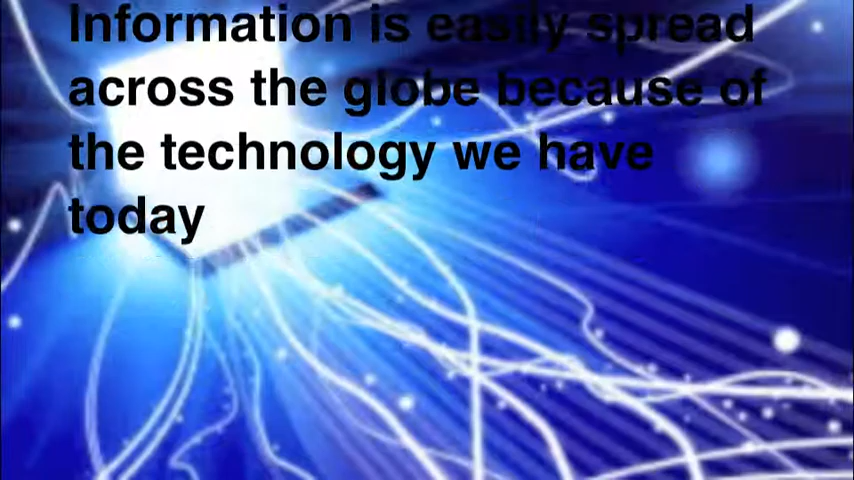 Information is easily spread
across the globe because of
the technology we have
today